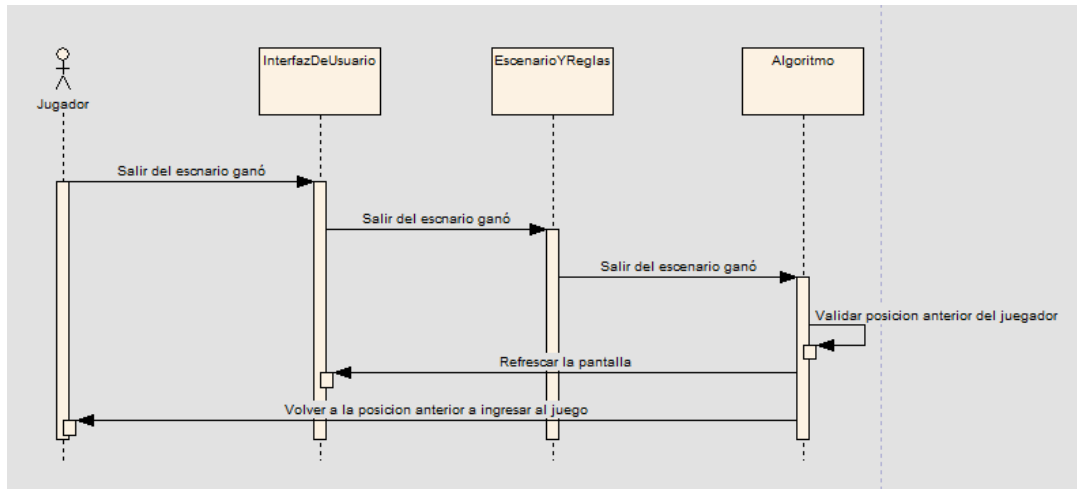 InterfazDeUsuario
EscenarioYReglas
Algoritmo
Jugador
Salir del escnario ganó
Salir del escnario ganó
Salir del escenario ganó
Validar posicion anterior del juegador
Refrescar la pantalla
Volver a la posicion anterior a ingresar al juego